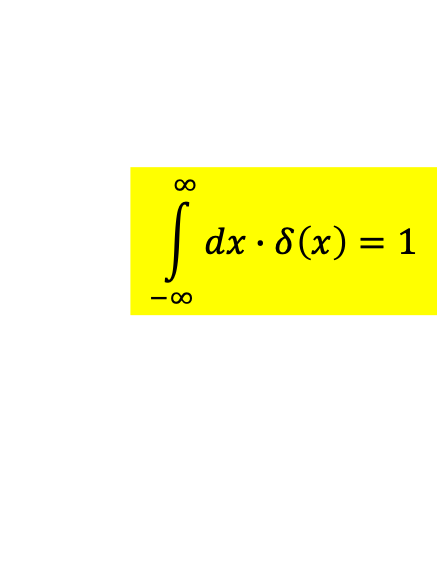 ∞
∫ dx · δ(x) = 1
−∞